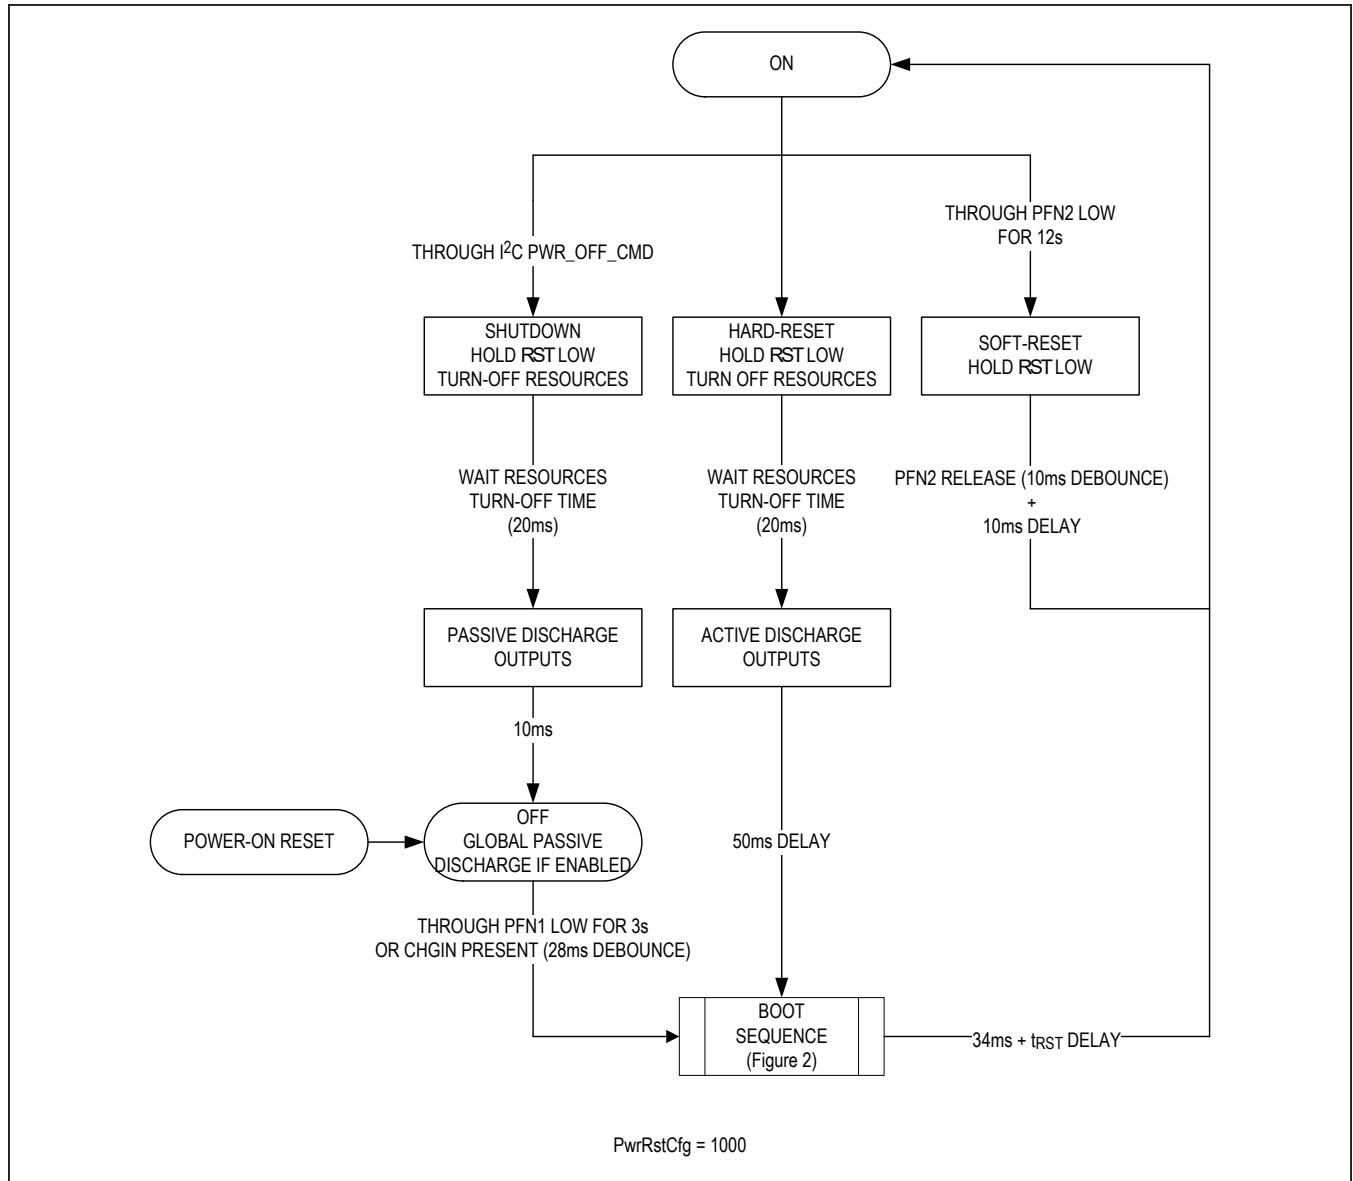 ON
THROUGH I2C PWR_OFF_CMD
THROUGH PFN2 LOW
FOR 12s
SHUTDOWN
HOLD RST LOW
TURN-OFF RESOURCES
HARD-RESET
HOLD RST LOW
TURN OFF RESOURCES
SOFT-RESET
HOLD RST LOW
WAIT RESOURCES
TURN-OFF TIME
(20ms)
WAIT RESOURCES
TURN-OFF TIME
(20ms)
PFN2 RELEASE (10ms DEBOUNCE)
+
10ms DELAY
PASSIVE DISCHARGE
OUTPUTS
ACTIVE DISCHARGE
OUTPUTS
10ms
POWER-ON RESET
OFF
GLOBAL PASSIVE
DISCHARGE IF ENABLED
50ms DELAY
THROUGH PFN1 LOW FOR 3s
OR CHGIN PRESENT (28ms DEBOUNCE)
BOOT
SEQUENCE
(Figure 2)
34ms + tRST DELAY
PwrRstCfg = 1000